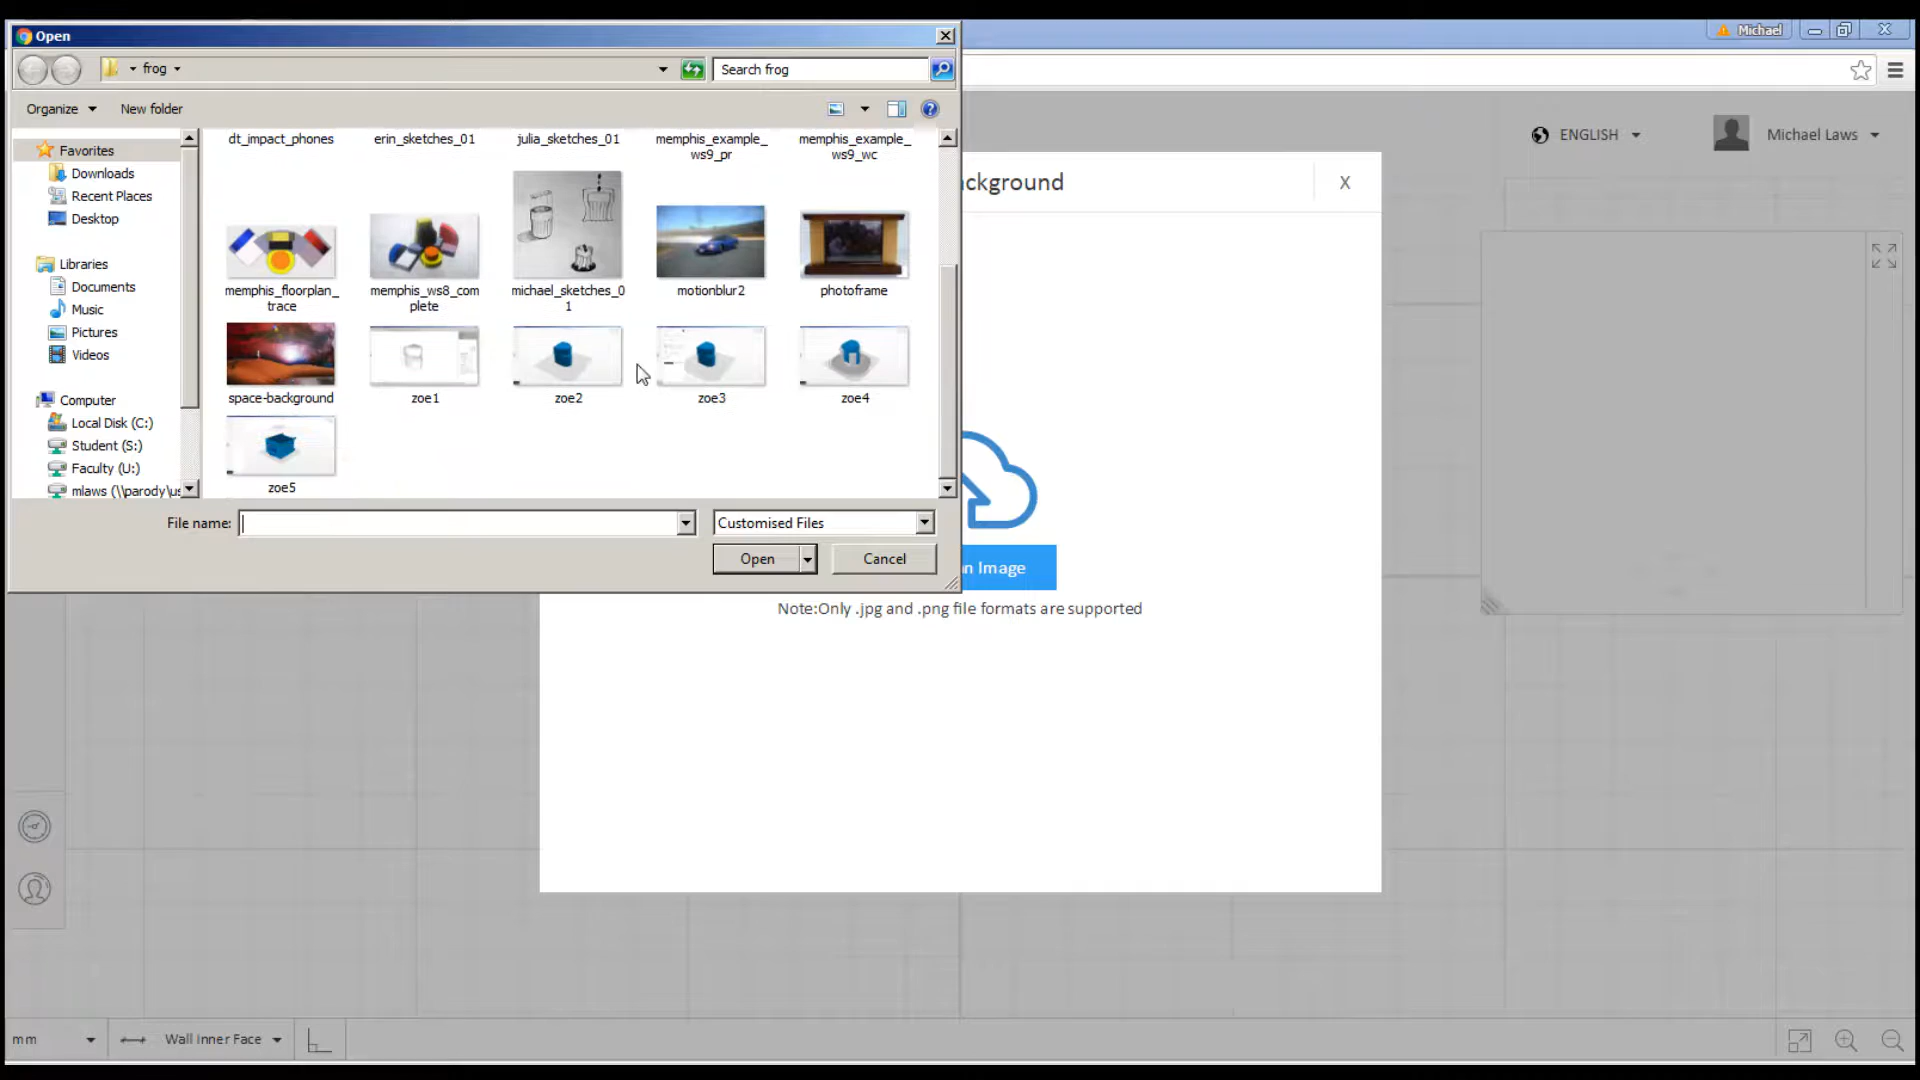 Open
Michael
frog
Search frog
Organize
New folder
ENGLISH
Michael Laws
Favorites
Downloads
Recent Places
Desktop
Libraries
Documents
Music
Pictures
Videos
Computer
Local Disk (C:)
Student (S:)
Faculty (U:)
mlaws (\\parody\us
dt_impact_phones
erin_sketches_01
julia_sketches_01
memphis_example_
ws9_pr
memphis_example_
ws9_wc
memphis_floorplan_
trace
memphis_ws8_com
plete
michael_sketches_0
1
motionblur2
photoframe
space-background
zoe1
zoe2
zoe3
zoe4
zoe5
File name:
Customised Files
Open
Cancel
ckground
X
n Image
Note:Only .jpg and .png file formats are supported
mm
Wall Inner Face